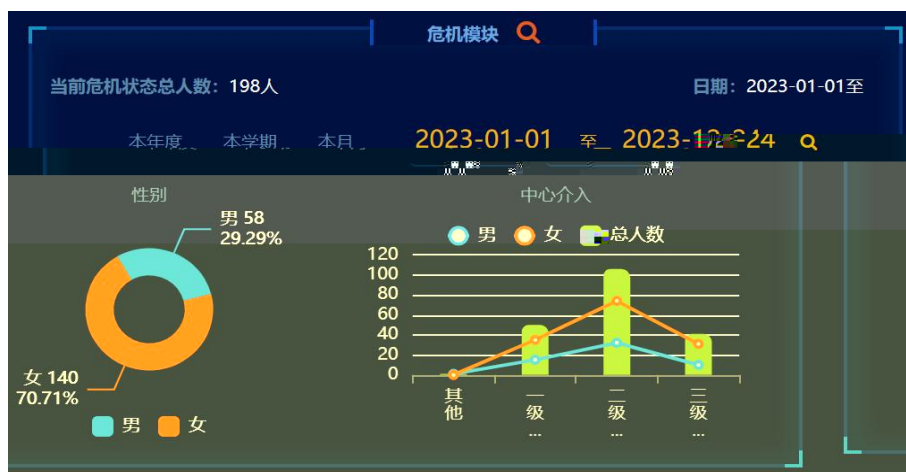 危机模块
当前危机状态总人数：198人
日期：2023-01-01至
本年度 本学期 本月 2023-01-01 至
性别
中心介入
男 58
29.29%
女 140
70.71%
男 女
男 女 总人数
120
100
80
60
40
20
0
其他
一级...
二级...
三级...